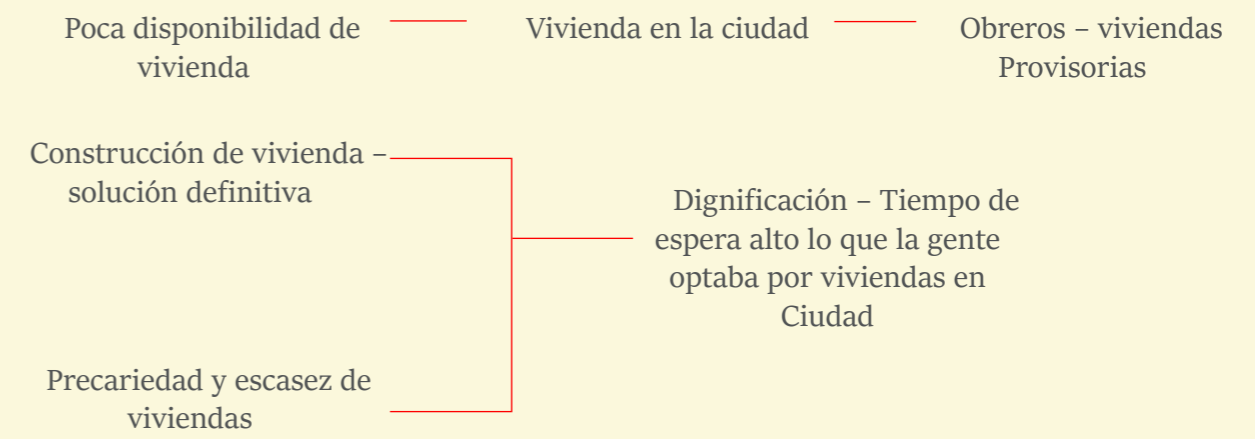 Poca disponibilidad de
vivienda
Vivienda en la ciudad
Obreros – viviendas
Provisorias
Construcción de vivienda –
solución definitiva
Dignificación – Tiempo de
espera alto lo que la gente
optaba por viviendas en
Ciudad
Precariedad y escasez de
viviendas